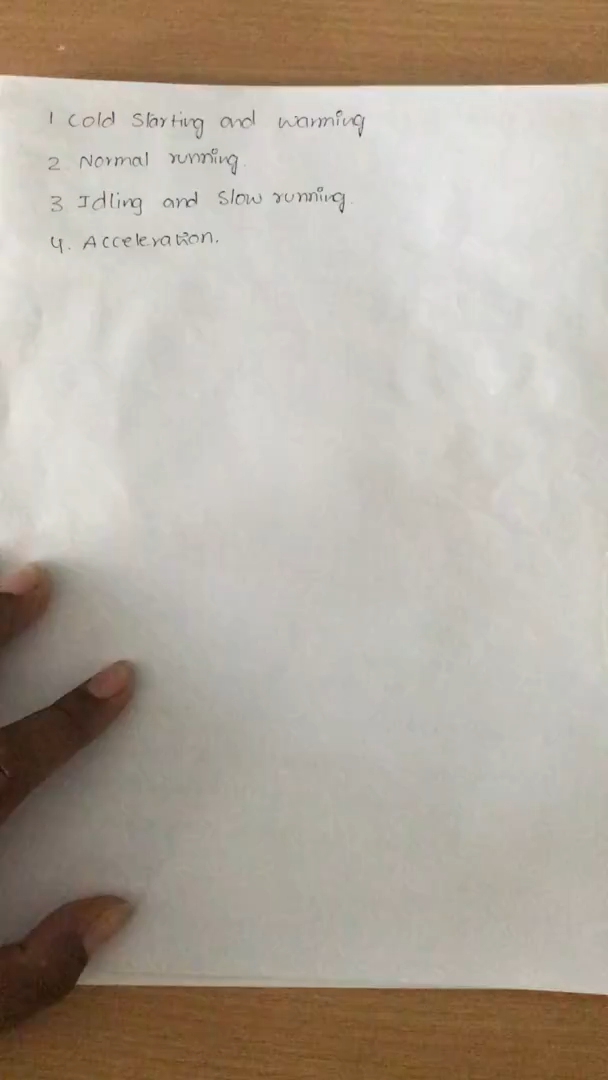 1 Cold Starting and warming
2 Normal running.
3 Idling and Slow running.
4. Acceleration.